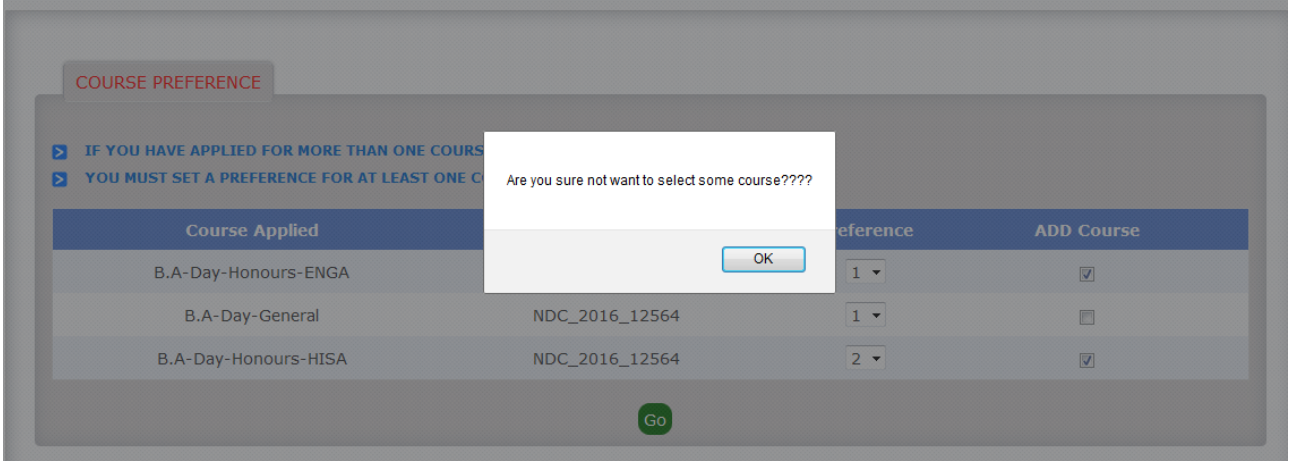 COURSE PREFERENCE
IF YOU HAVE APPLIED FOR MORE THAN ONE
YOU MUST SET A PREFERENCE FOR AT LEAST ONE
Are you sure not want to select some course????
OK
Course Applied ADD Course
B.A-Day-Honours-ENGA 1
B.A-Day-General NDC_2016_12564 1
B.A-Day-Honours-HISA NDC_2016_12564 2
Go